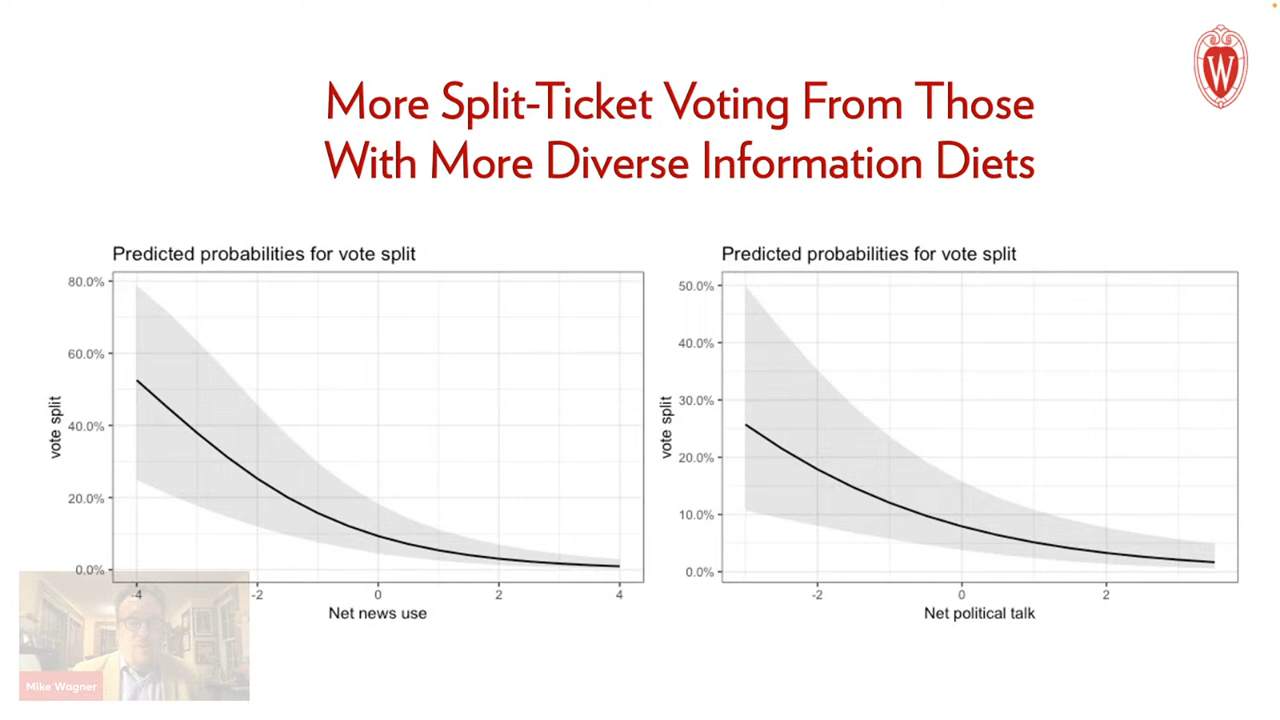 W
More Split-Ticket Voting From Those
With More Diverse Information Diets
Predicted probabilities for vote split
80.0%
60.0%
40.0%
20.0%
0.0%
vote split
-4
-2
0
2
4
Net news use
Predicted probabilities for vote split
50.0%
40.0%
30.0%
20.0%
10.0%
0.0%
vote split
-2
0
2
Net political talk
Mike Wagner